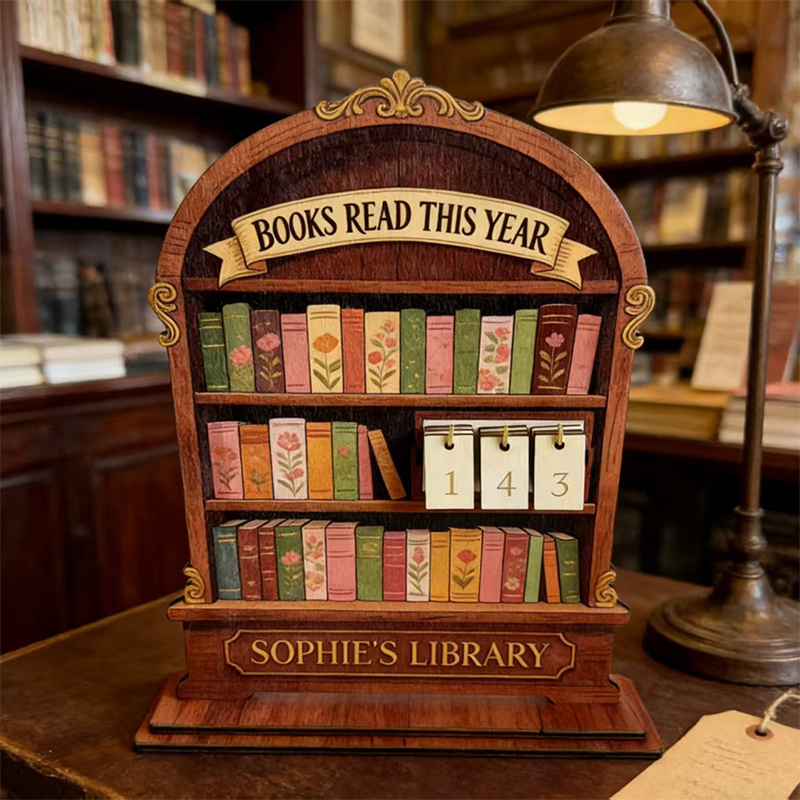 BOOKS READ THIS YEAR
1 4 3
SOPHIE'S LIBRARY